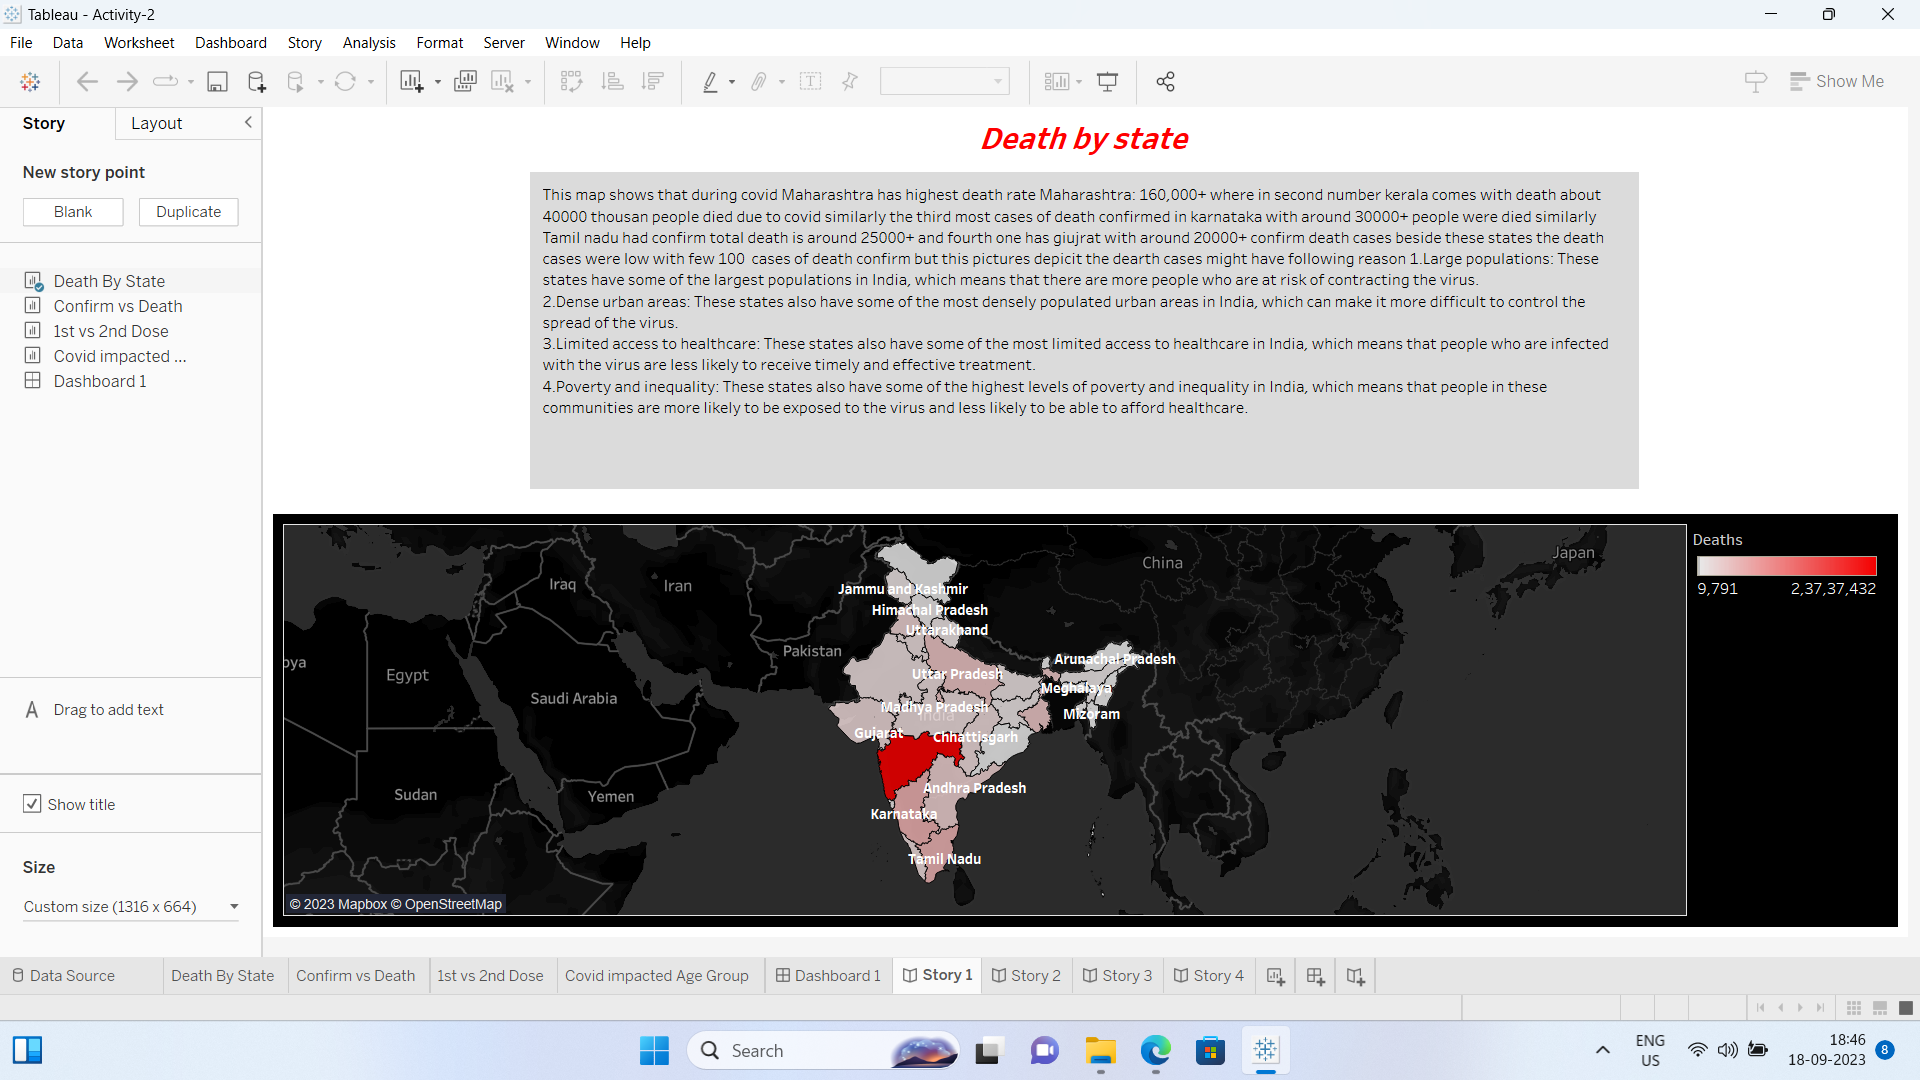 Tableau - Activity-2
File Data Worksheet Dashboard Story Analysis Format Server Window Help
Show Me
Story Layout
New story point
Blank Duplicate
Death By State
Confirm vs Death
1st vs 2nd Dose
Covid impacted ...
Dashboard 1
Drag to add text
Show title
Size
Custom size (1316 x 664)
Death by state
This map shows that during covid Maharashtra has highest death rate Maharashtra: 160,000+ where in second number kerala comes with death about
40000 thousan people died due to covid similarly the third most cases of death confirmed in karnataka with around 30000+ people were died similarly
Tamil nadu had confirm total death is around 25000+ and fourth one has giujrat with around 20000+ confirm death cases beside these states the death
cases were low with few 100 cases of death confirm but this pictures depicit the dearth cases might have following reason 1.Large populations: These
states have some of the largest populations in India, which means that there are more people who are at risk of contracting the virus.
2.Dense urban areas: These states also have some of the most densely populated urban areas in India, which can make it more difficult to control the
spread of the virus.
3.Limited access to healthcare: These states also have some of the most limited access to healthcare in India, which means that people who are infected
with the virus are less likely to receive timely and effective treatment.
4.Poverty and inequality: These states also have some of the highest levels of poverty and inequality in India, which means that people in these
communities are more likely to be exposed to the virus and less likely to be able to afford healthcare.
Deaths
9,791 2,37,37,432
Japan
China
Iraq
Iran
Jammu and Kashmir
Himachal Pradesh
Uttarakhand
Pakistan
Arunachal Pradesh
bya
Egypt
Uttar Pradesh
Meghalaya
Saudi Arabia
Madhya Pradesh
India
Mizoram
Gujarat
Chhattisgarh
Sudan
Yemen
Andhra Pradesh
Karnataka
Tamil Nadu
© 2023 Mapbox © OpenStreetMap
Data Source Death By State Confirm vs Death 1st vs 2nd Dose Covid impacted Age Group Dashboard 1 Story 1 Story 2 Story 3 Story 4
Search
ENG
US
18:46
18-09-2023
8